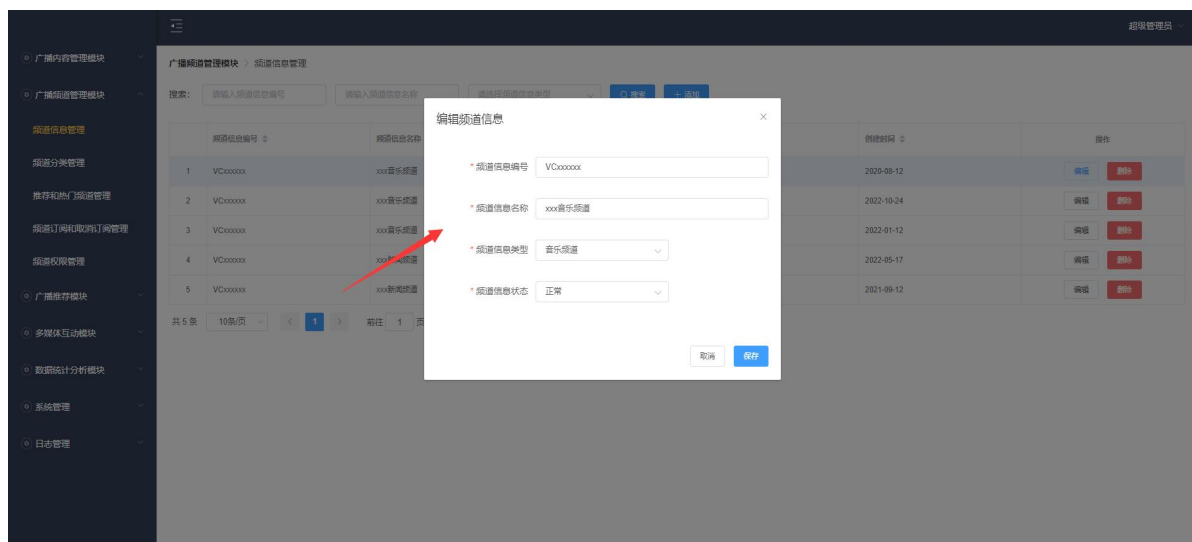 超级管理员
广播内容管理模块
广播频道管理模块
频道信息管理
频道分类管理
推荐和热门频道管理
频道订阅和取消订阅管理
频道权限管理
广播推荐模块
多媒体互动模块
数据统计分析模块
系统管理
日志管理
广播频道管理模块 > 频道信息管理
搜索： 请输入频道信息编号 请输入频道信息名称 请选择频道信息类型 搜索 + 添加
频道信息编号 频道信息名称 创建时间 操作
1 VCxxxxxx xxx音乐频道 2020-08-12 编辑 删除
2 VCxxxxxx xxx音乐频道 2022-10-24 编辑 删除
3 VCxxxxxx xxx音乐频道 2022-01-12 编辑 删除
4 VCxxxxxx xxx新闻频道 2022-05-17 编辑 删除
5 VCxxxxxx xxx新闻频道 2021-09-12 编辑 删除
共 5 条 10条/页 < 1 > 前往 1 页
编辑频道信息 ×
* 频道信息编号 VCxxxxxx
* 频道信息名称 xxx音乐频道
* 频道信息类型 音乐频道
* 频道信息状态 正常
取消 保存